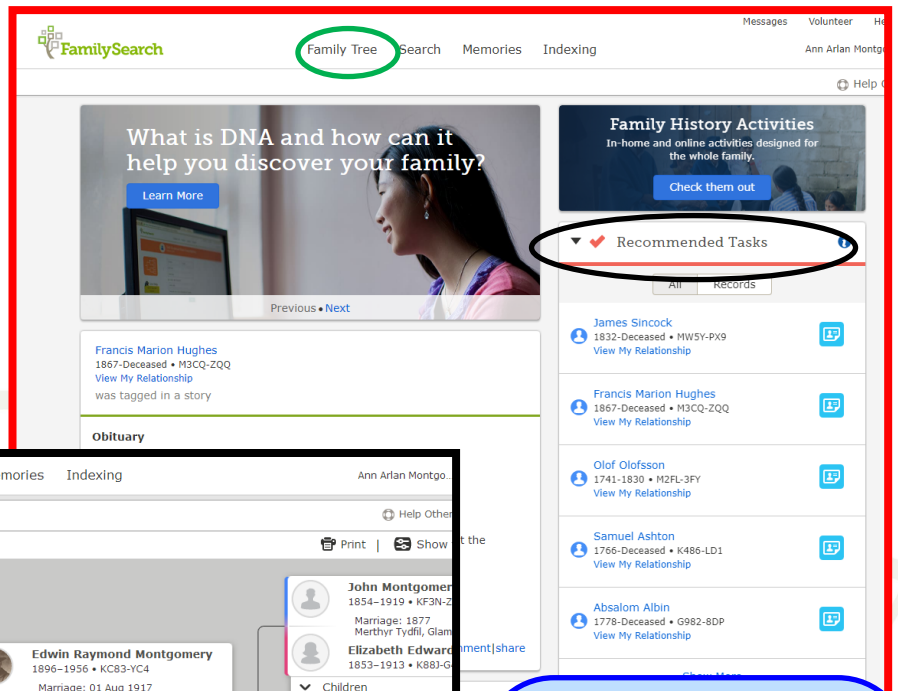 Messages Volunteer
FamilySearch
Family Tree Search Memories Indexing
Ann Arlan
Help
What is DNA and how can it
help you discover your family?
Learn More
Previous • Next
Family History Activities
In-home and online activities designed for
the whole family.
Check them out
Recommended Tasks
All Records
James Sincock
1832-Deceased • MW5Y-PX9
View My Relationship
Francis Marion Hughes
1867-Deceased • M3CQ-ZQQ
View My Relationship
Olof Olofsson
1741-1830 • M2FL-3FY
View My Relationship
Samuel Ashton
1766-Deceased • K486-LD1
View My Relationship
Absalom Albin
1778-Deceased • G982-8DP
View My Relationship
Francis Marion Hughes
1867-Deceased • M3CQ-ZQQ
View My Relationship
was tagged in a story
Obituary
the
share
Indexing
Ann Arlan Montgo...
Help Other
Print | Show
John Montgomer
1854–1919 • KF3N-Z
Marriage: 1877
Merthyr Tydfil, Glam
Elizabeth Edward
1853–1913 • K88J-G
Children
Edwin Raymond Montgomery
1896–1956 • KC83-YC4
Marriage: 01 Aug 1917